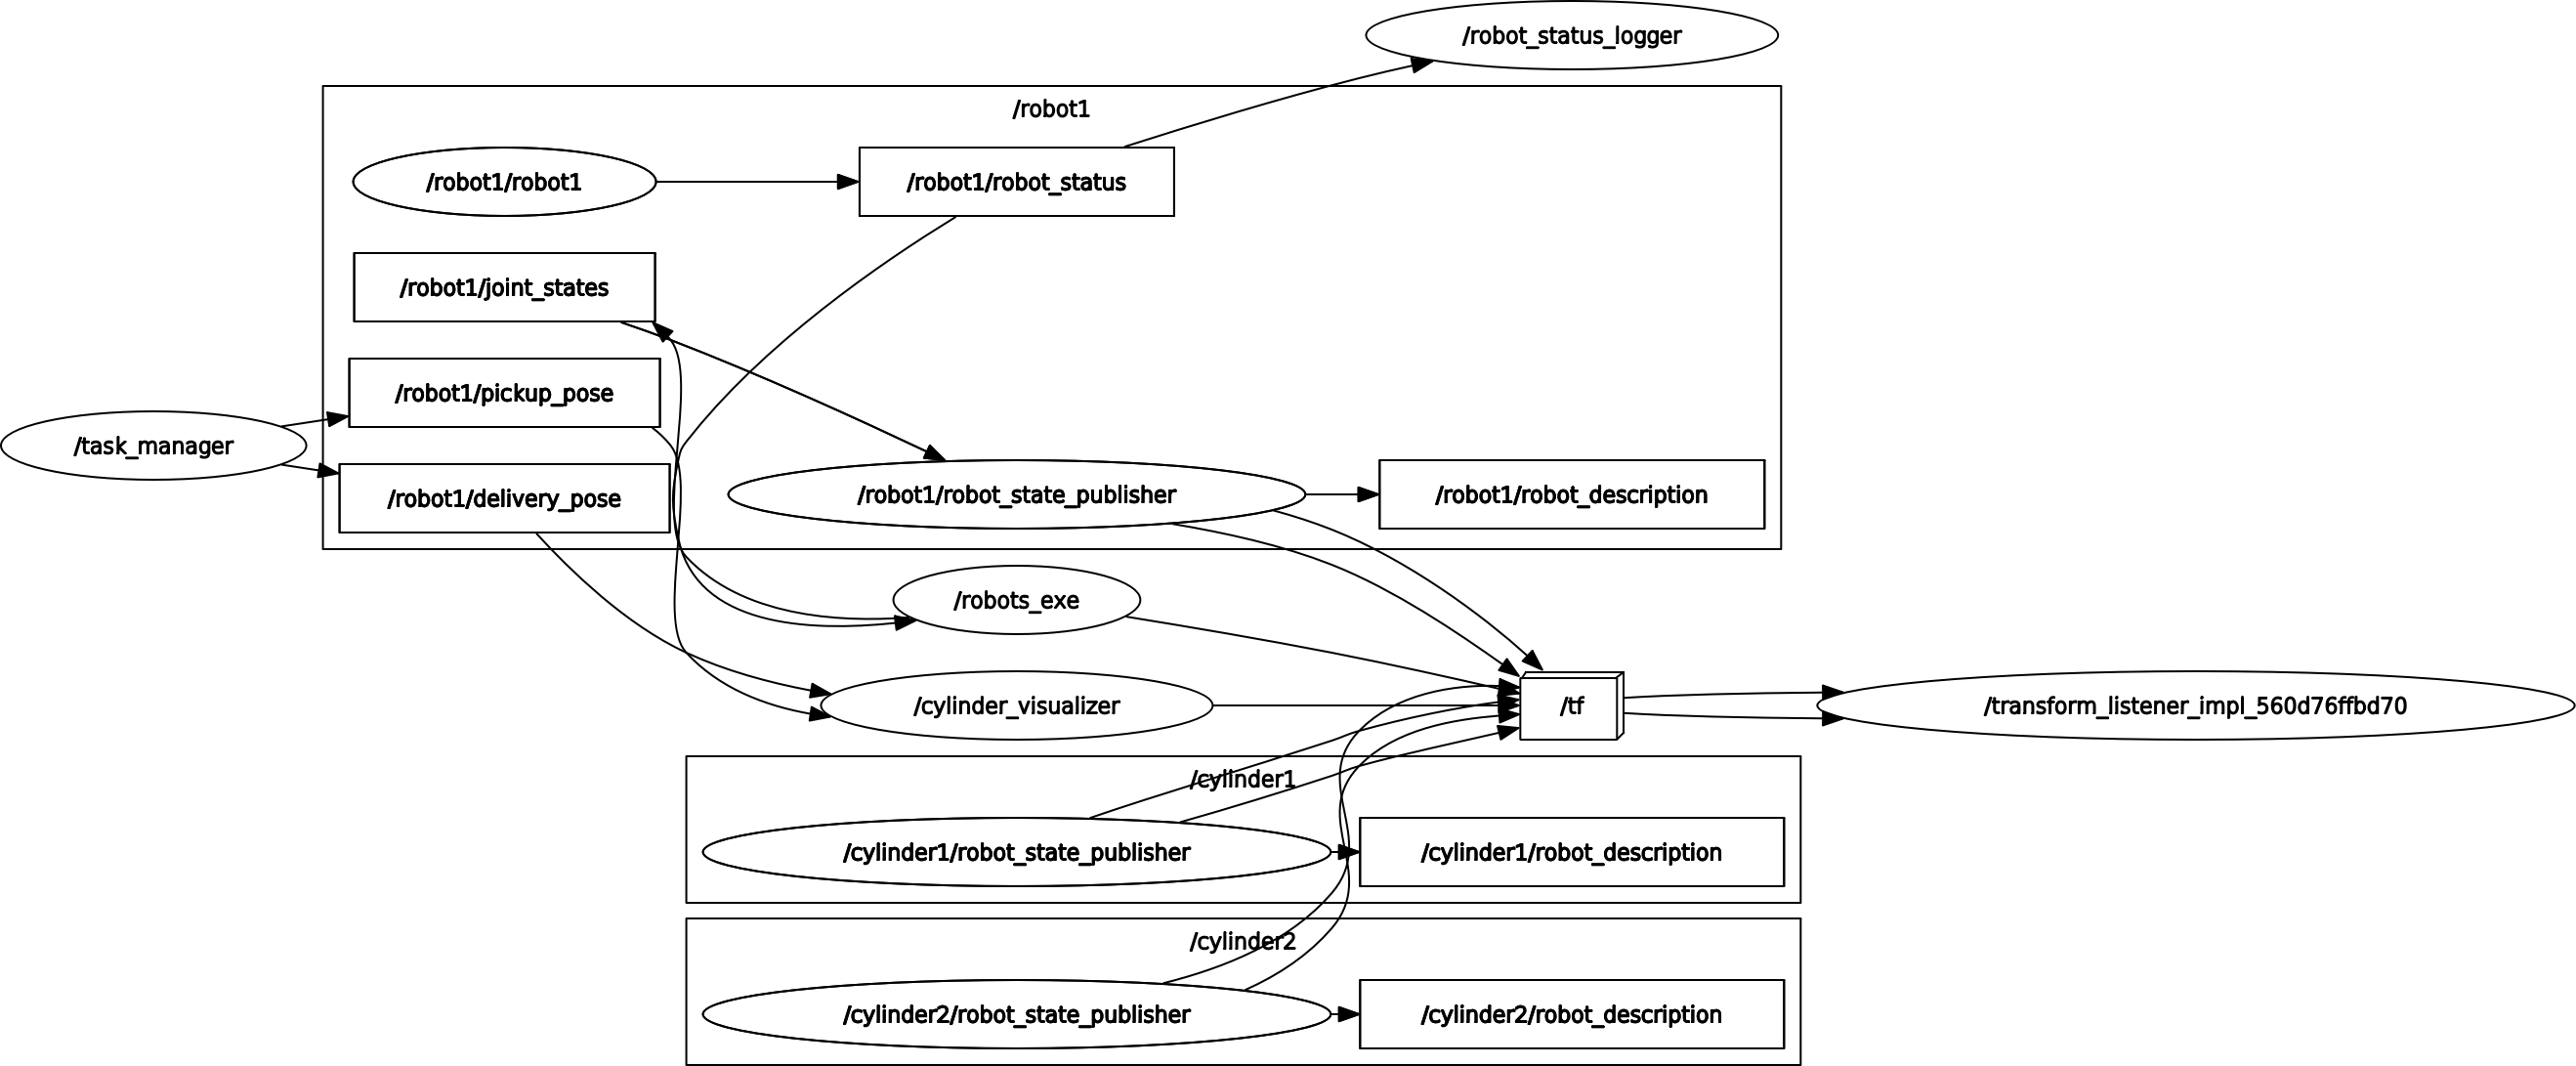 /robot_status_logger
/robot1
/robot1/robot1
/robot1/robot_status
/robot1/joint_states
/robot1/pickup_pose
/task_manager
/robot1/delivery_pose
/robot1/robot_state_publisher
/robot1/robot_description
/robots_exe
/cylinder_visualizer
/tf
/transform_listener_impl_560d76ffbd70
/cylinder1
/cylinder1/robot_state_publisher
/cylinder1/robot_description
/cylinder2
/cylinder2/robot_state_publisher
/cylinder2/robot_description